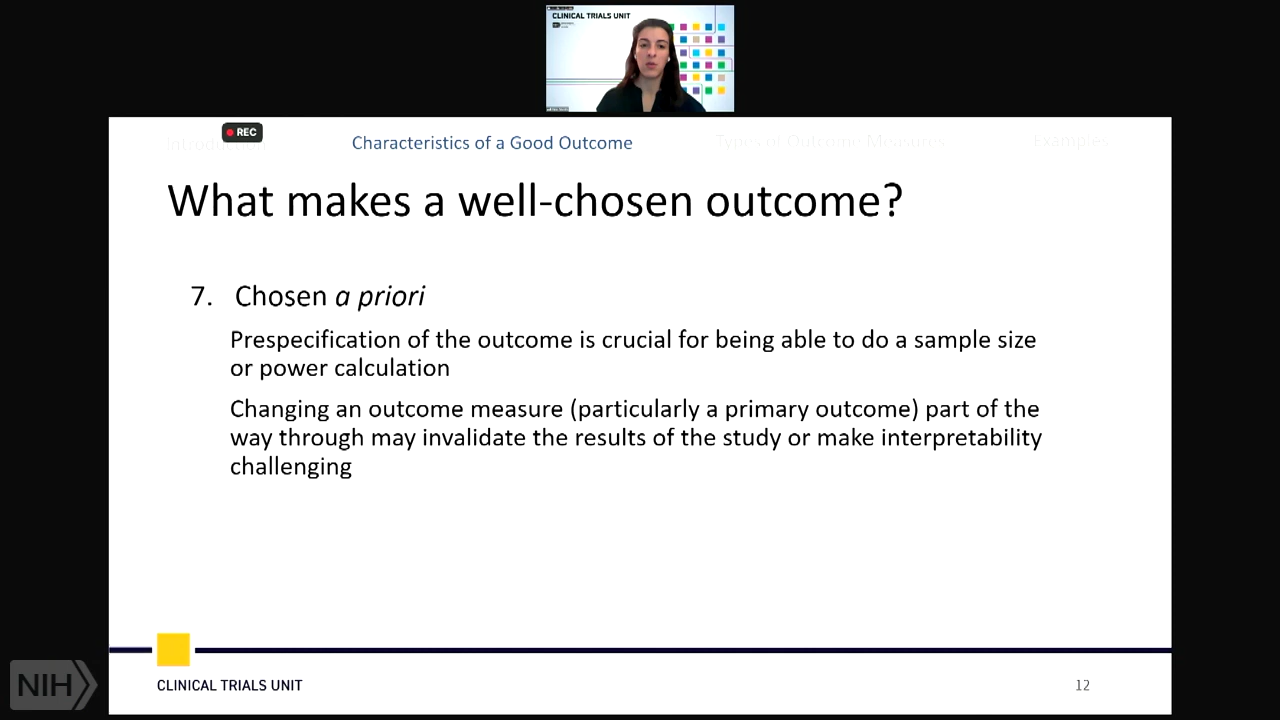 CLINICAL TRIALS UNIT
REC
Introduction
Characteristics of a Good Outcome
Types of Outcome Measures
Examples
What makes a well-chosen outcome?
7. Chosen a priori
Prespecification of the outcome is crucial for being able to do a sample size
or power calculation
Changing an outcome measure (particularly a primary outcome) part of the
way through may invalidate the results of the study or make interpretability
challenging
NIH
CLINICAL TRIALS UNIT
12